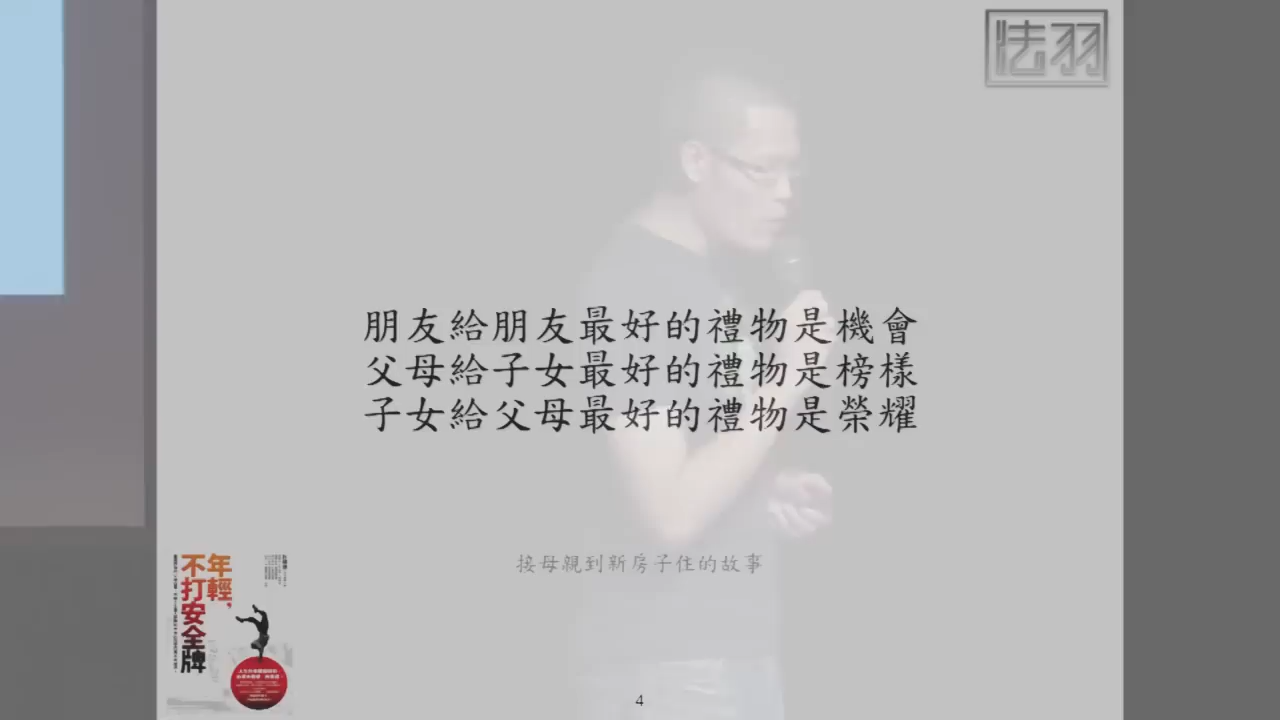 法羽
朋友給朋友最好的禮物是機會
父母給子女最好的禮物是榜樣
子女給父母最好的禮物是榮耀
接母親到新房子住的故事
年輕，
不打安全牌
4